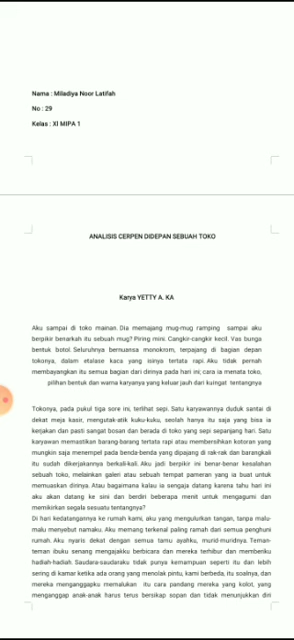 Nama : Miladiya Noor Latifah
No : 29
Kelas : XI MIPA 1
ANALISIS CERPEN DIDEPAN SEBUAH TOKO
Karya YETTY A. KA
Aku sampai di toko mainan. Dia memajang mug-mug ramping sampai aku
berpikir benarkah itu sebuah mug? Piring mini. Cangkir-cangkir kecil. Vas bunga
bentuk botol. Seluruhnya bernuansa monokrom, terpajang di bagian depan
tokonya, dalam etalase kaca yang isinya tertata rapi. Aku tidak pernah
membayangkan itu semua bagian dari dirinya pada hari ini; cara ia menata toko,
pilihan bentuk dan warna karyanya yang keluar jauh dari kuingat tentangnya
Tokonya, pada pukul tiga sore ini, terlihat sepi. Satu karyawannya duduk santai di
dekat meja kasir, mengutak-atik kuku-kuku, seolah hanya itu saja yang bisa ia
kerjakan dan pasti sangat bosan dan berada di toko yang sepi sepanjang hari. Satu
karyawan memastikan barang-barang tertata rapi atau membersihkan kotoran yang
mungkin saja menempel pada benda-benda yang dipajang di rak-rak dan barangkali
itu sudah dikerjakannya berkali-kali. Aku jadi berpikir ini benar-benar kesalahan
sebuah toko, melainkan galeri atau sebuah tempat pameran yang ia buat untuk
memuaskan dirinya. Atau bagaimana kalau ia sengaja datang karena tahu hari ini
aku akan datang ke sini dan berdiri beberapa menit untuk mengagumi dan
memikirkan segala sesuatu tentangnya?
Di hari kedatangannya ke rumah kami, aku yang mengulurkan tangan, tanpa malu-
malu menyebut namaku. Aku memang terkenal paling ramah dari semua penghuni
rumah. Aku nyaris dekat dengan semua tamu ayahku, murid-muridnya. Teman-
teman ibuku senang mengajakku berbicara dan mereka terhibur dan memberiku
hadiah-hadiah. Saudara-saudaraku tidak punya kemampuan seperti itu dan lebih
sering di kamar ketika ada orang yang menolak pintu, kami berbeda, itu soalnya, dan
mereka menganggapku memalukan itu cara pandang mereka yang kolot, yang
menganggap anak-anak harus terus bersikap sopan dan tidak menunjukkan diri